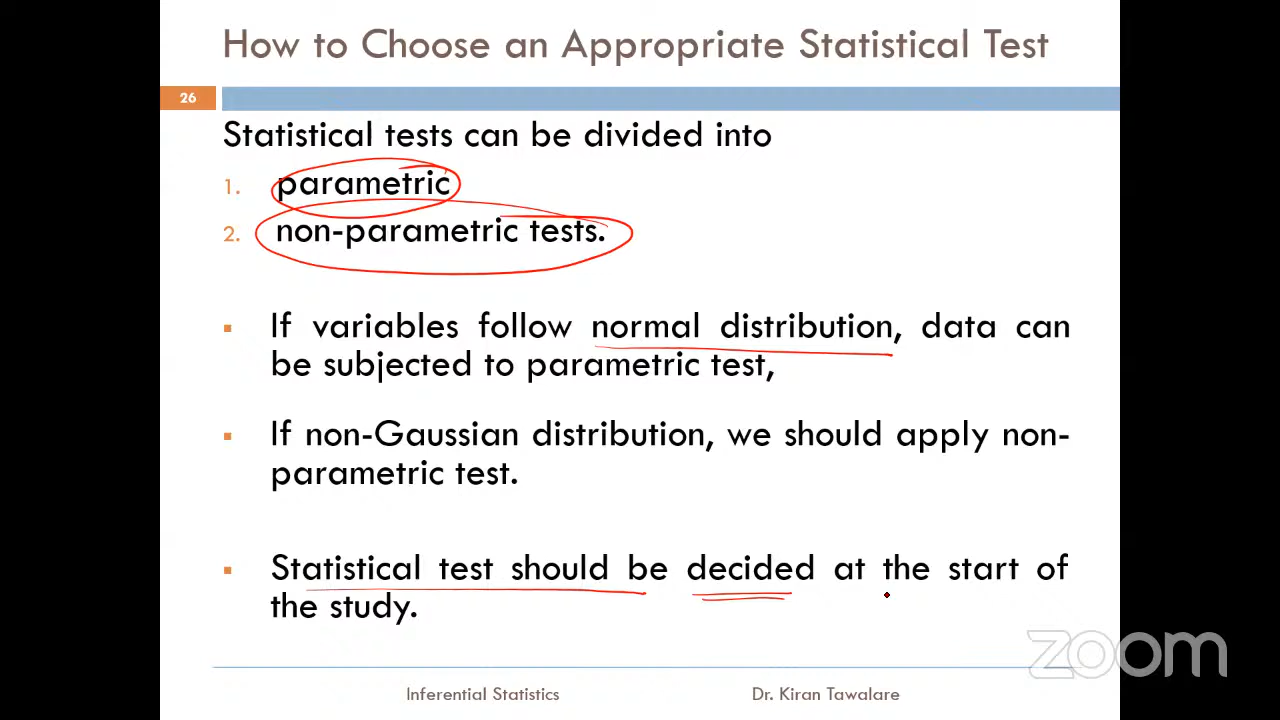 How to Choose an Appropriate Statistical Test
26
Statistical tests can be divided into
1. parametric
2. non-parametric tests.
▪ If variables follow normal distribution, data can
be subjected to parametric test,
▪ If non-Gaussian distribution, we should apply non-
parametric test.
▪ Statistical test should be decided at the start of
the study.
zoom
Inferential Statistics Dr. Kiran Tawalare